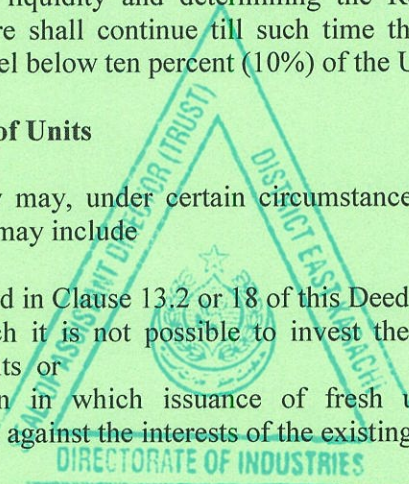 liquidity and determining the R
re shall continue till such time th
el below ten percent (10%) of the U
of Units
y may, under certain circumstance
may include
d in Clause 13.2 or 18 of this Deed
ch it is not possible to invest the
ts or
n in which issuance of fresh u
against the interests of the existing
ASSISTANT DIRECTOR (TRUST)
DISTRICT EAST KARACHI
DIRECTORATE OF INDUSTRIES